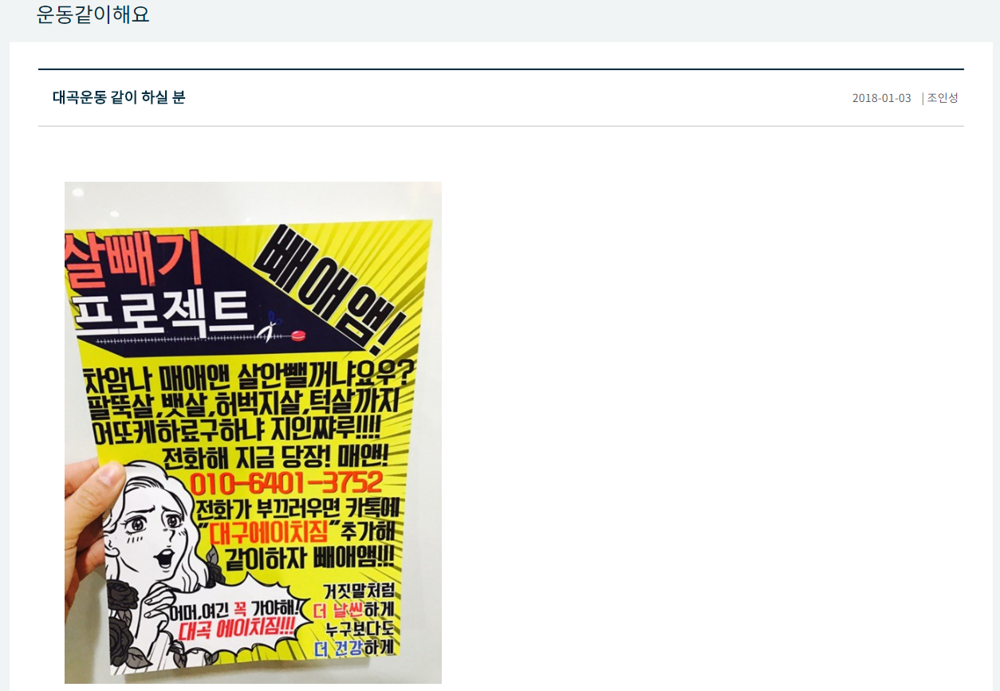 운동같이해요
대곡운동 같이 하실 분
2018-01-03 | 조인성
살빼기
프로젝트
빼애앰!
차암나 매애앤 살안뺄꺼냐요우?
팔뚝살,뱃살,허벅지살,턱살까지
어또케하료구하냐 지인쨔루!!!!
전화해 지금 당장! 매앤!
010-6401-3752
전화가 부끄러우면 카톡에
"대구에이치짐"추가해
같이하자 빼애앰!!!
어머,여긴 꼭 가야해!
대곡 에이치짐!!!
거짓말처럼
더 날씬하게
누구보다도
더 건강하게